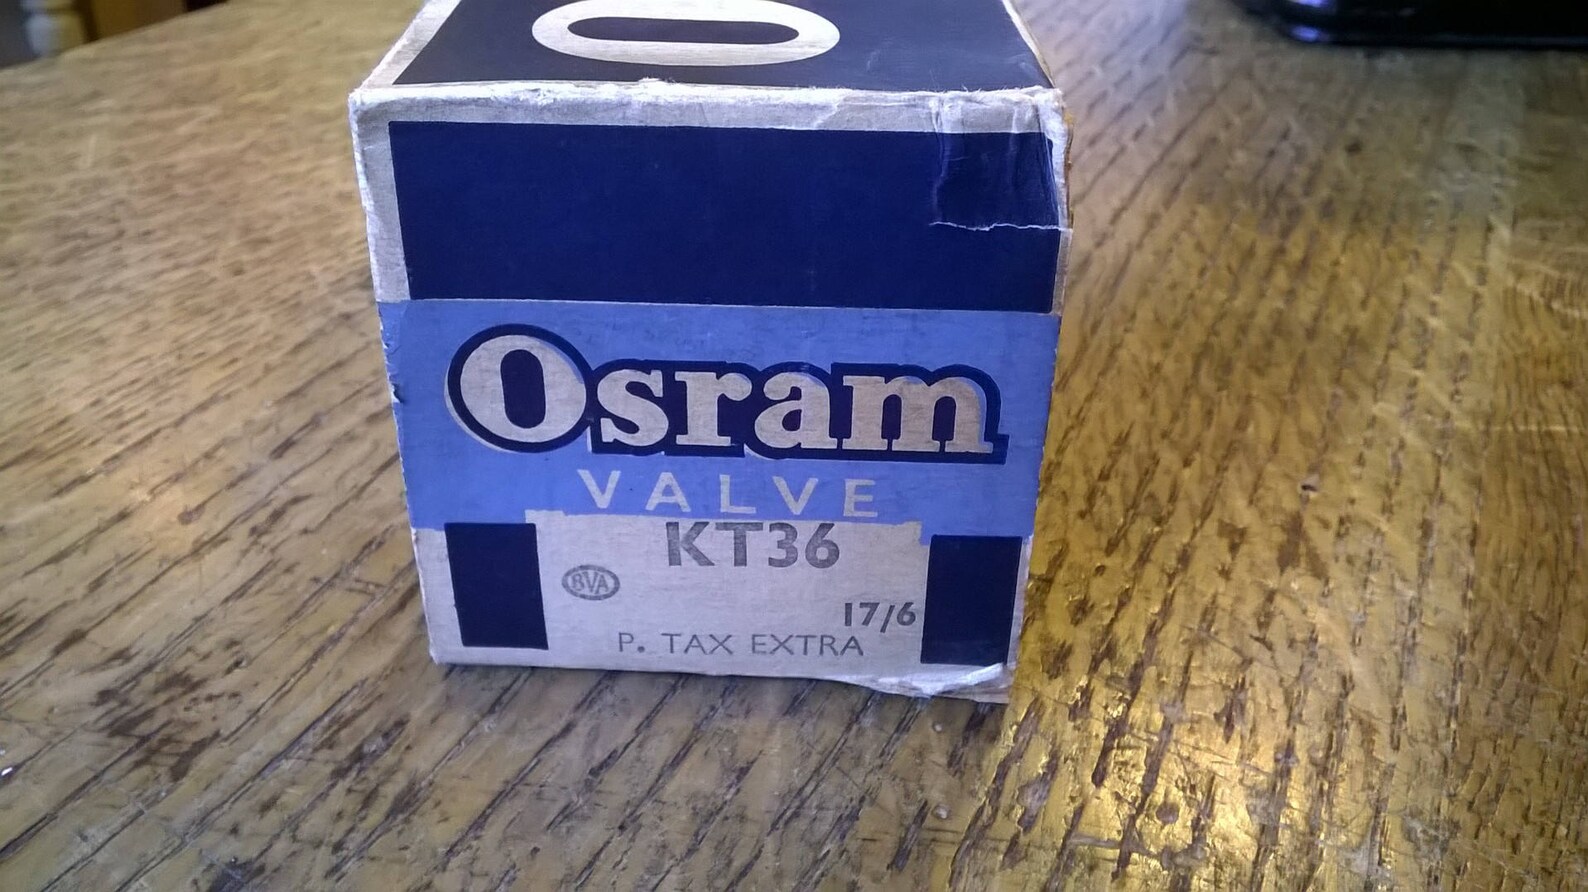 O
Osram
VALVE
KT36
BVA
17/6
P. TAX EXTRA